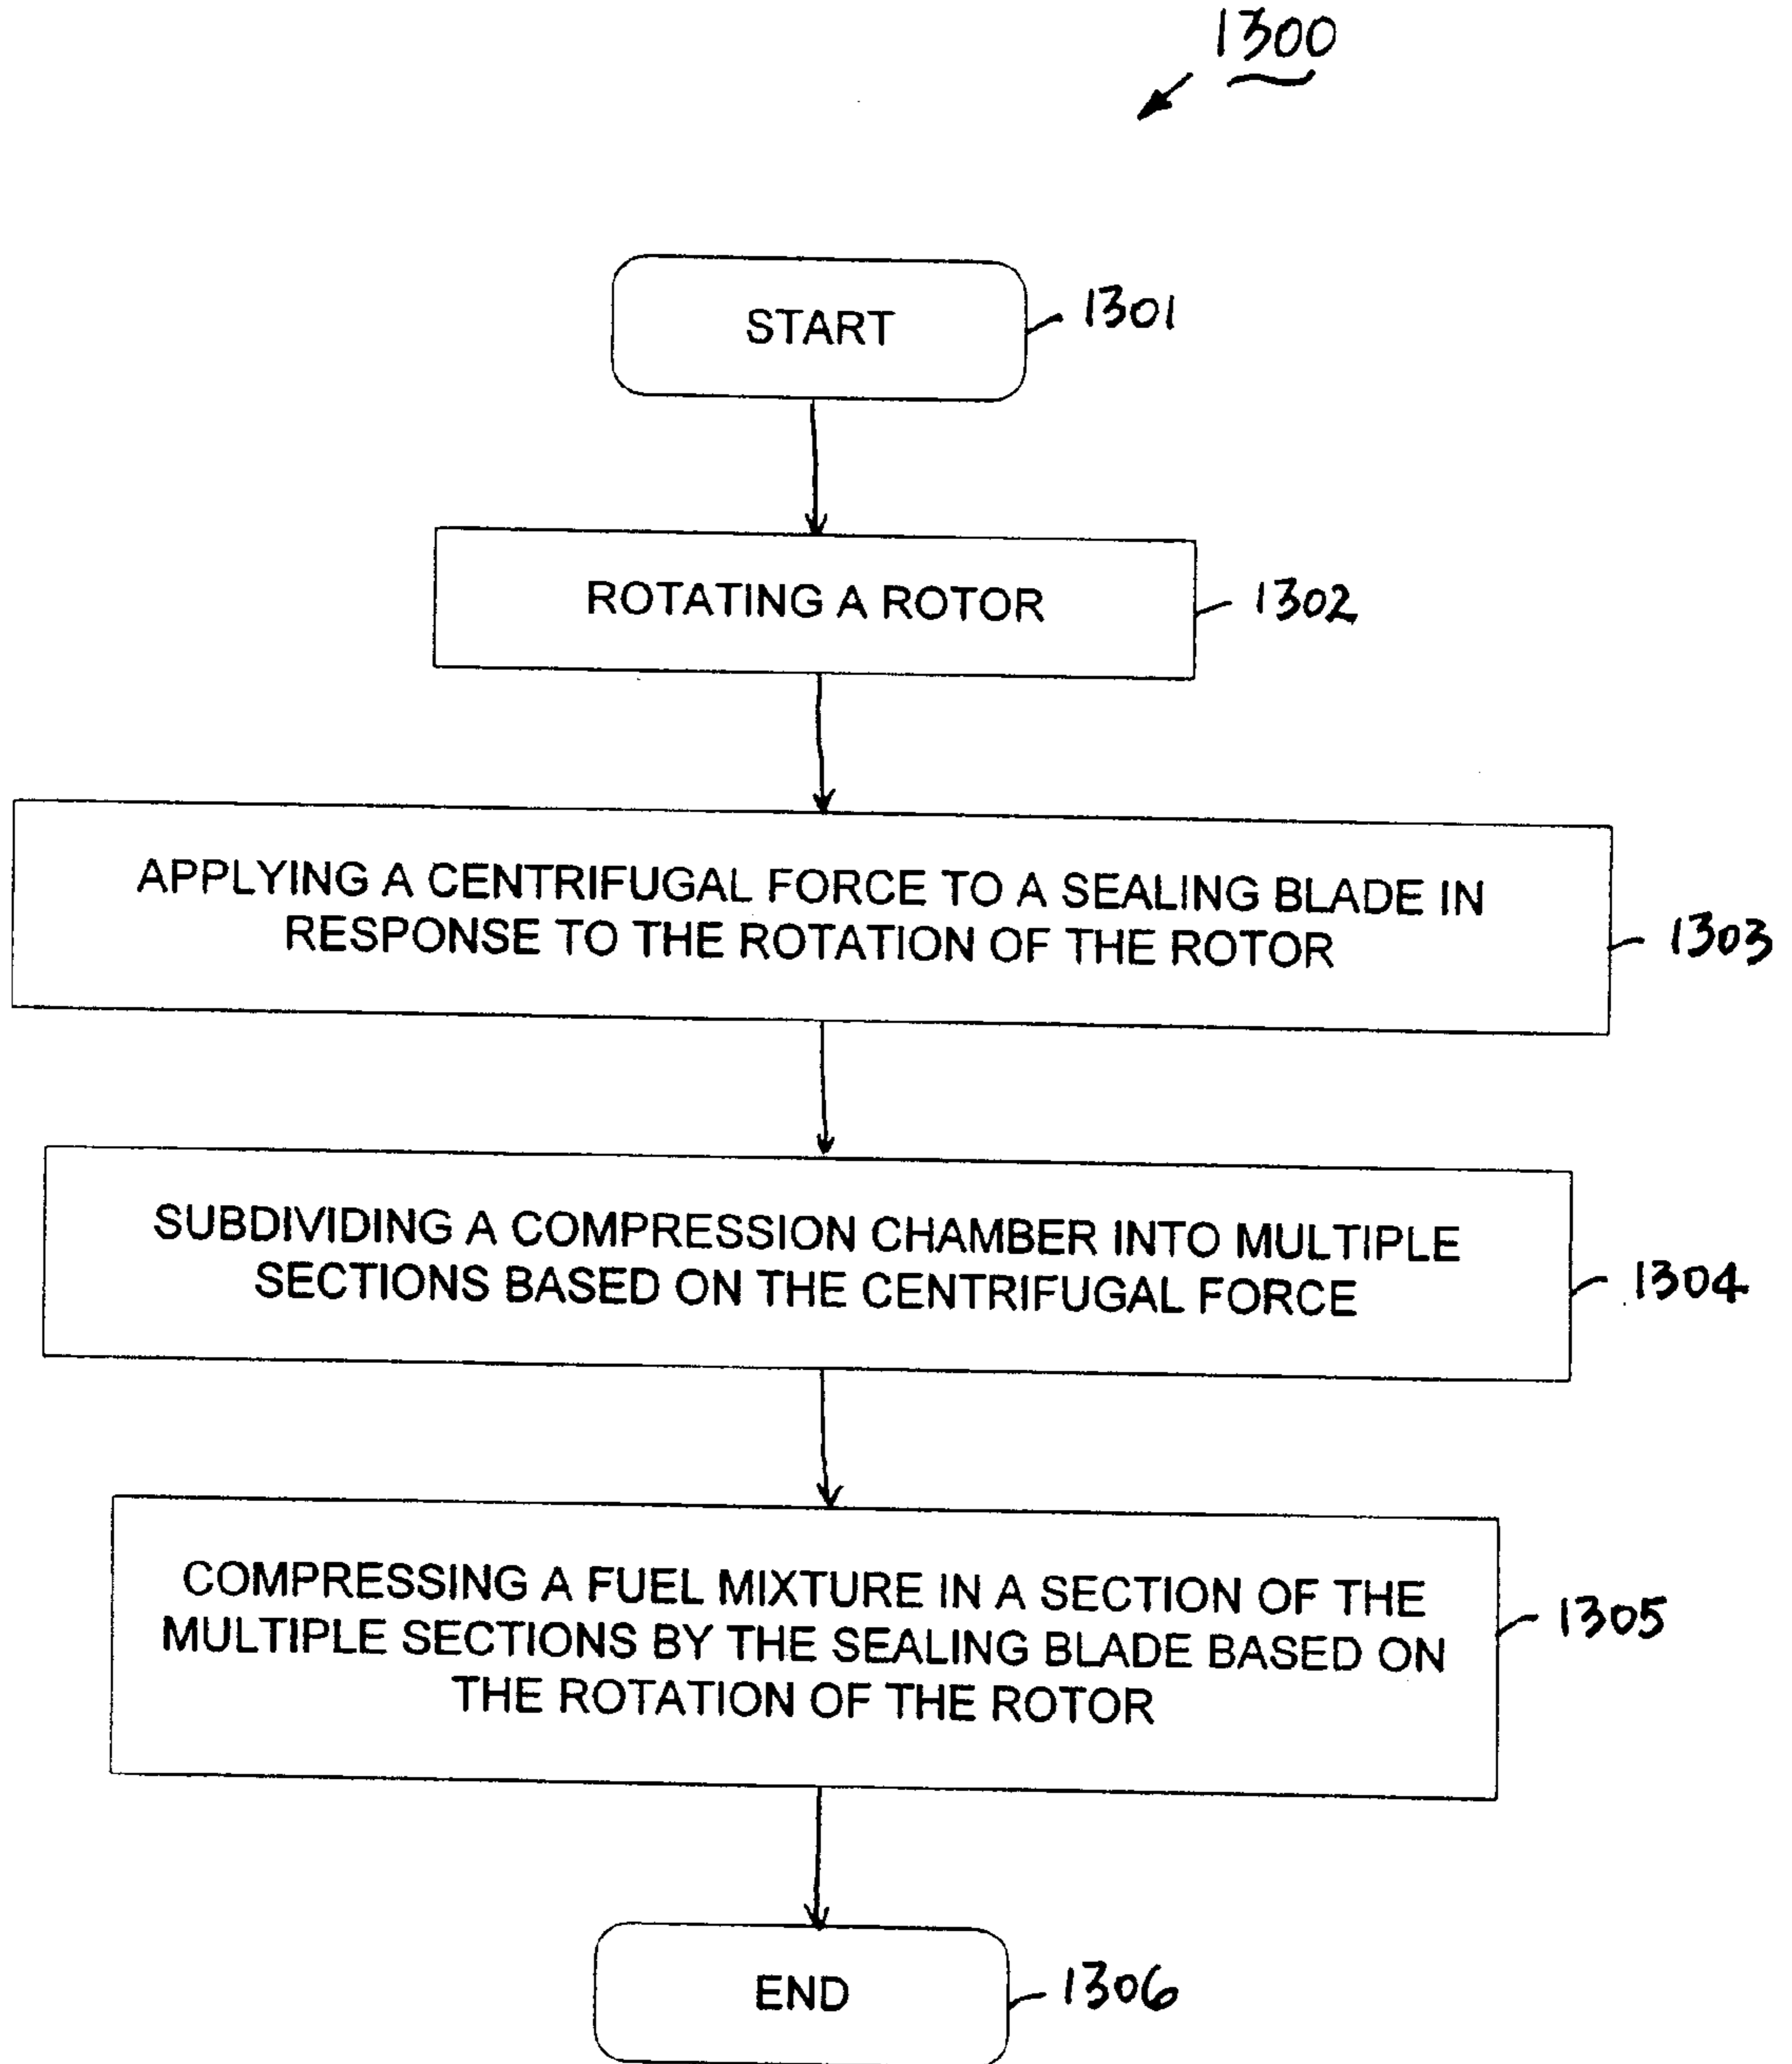 1300
START
1301
ROTATING A ROTOR
1302
APPLYING A CENTRIFUGAL FORCE TO A SEALING BLADE IN
RESPONSE TO THE ROTATION OF THE ROTOR
1303
SUBDIVIDING A COMPRESSION CHAMBER INTO MULTIPLE
SECTIONS BASED ON THE CENTRIFUGAL FORCE
1304
COMPRESSING A FUEL MIXTURE IN A SECTION OF THE
MULTIPLE SECTIONS BY THE SEALING BLADE BASED ON
THE ROTATION OF THE ROTOR
1305
END
1306